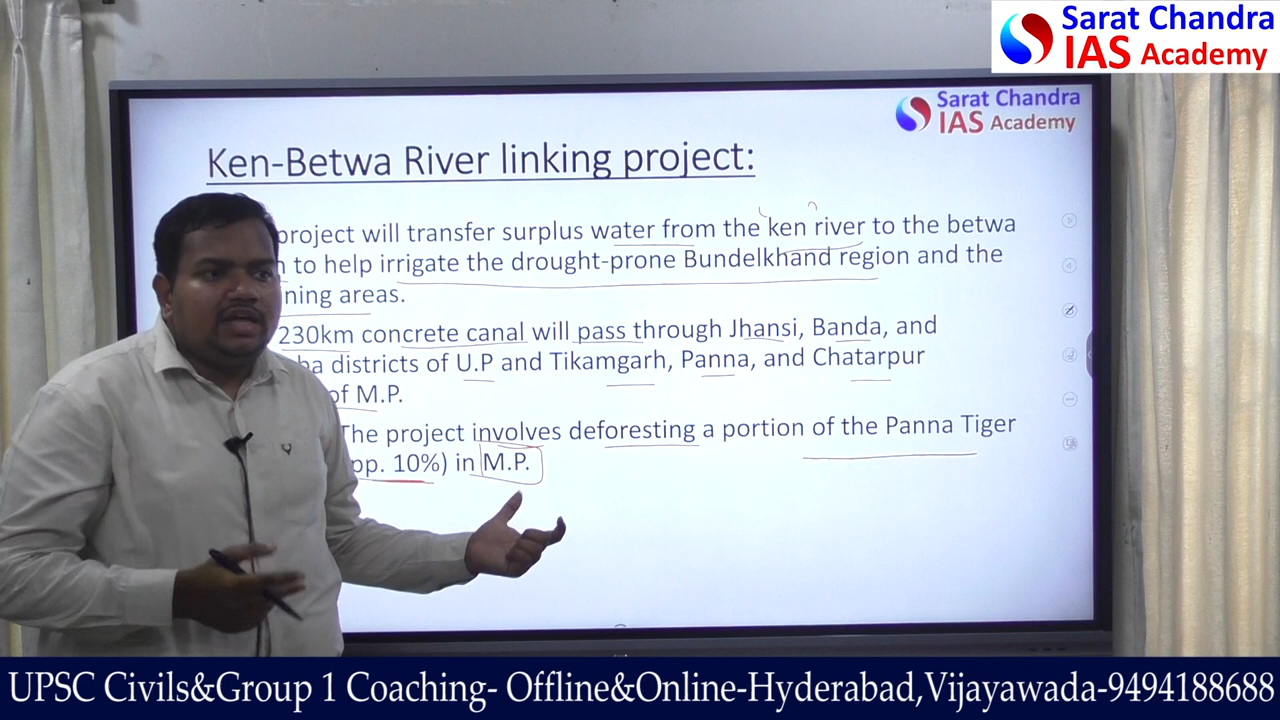 Sarat Chandra
IAS Academy
Sarat Chandra
IAS Academy
Ken-Betwa River linking project:
project will transfer surplus water from the ken river to the betwa
to help irrigate the drought-prone Bundelkhand region and the
areas.
230km concrete canal will pass through Jhansi, Banda, and
districts of U.P and Tikamgarh, Panna, and Chatarpur
of M.P.
The project involves deforesting a portion of the Panna Tiger
10%) in M.P.
UPSC Civils&Group 1 Coaching- Offline&Online-Hyderabad,Vijayawada-9494188688